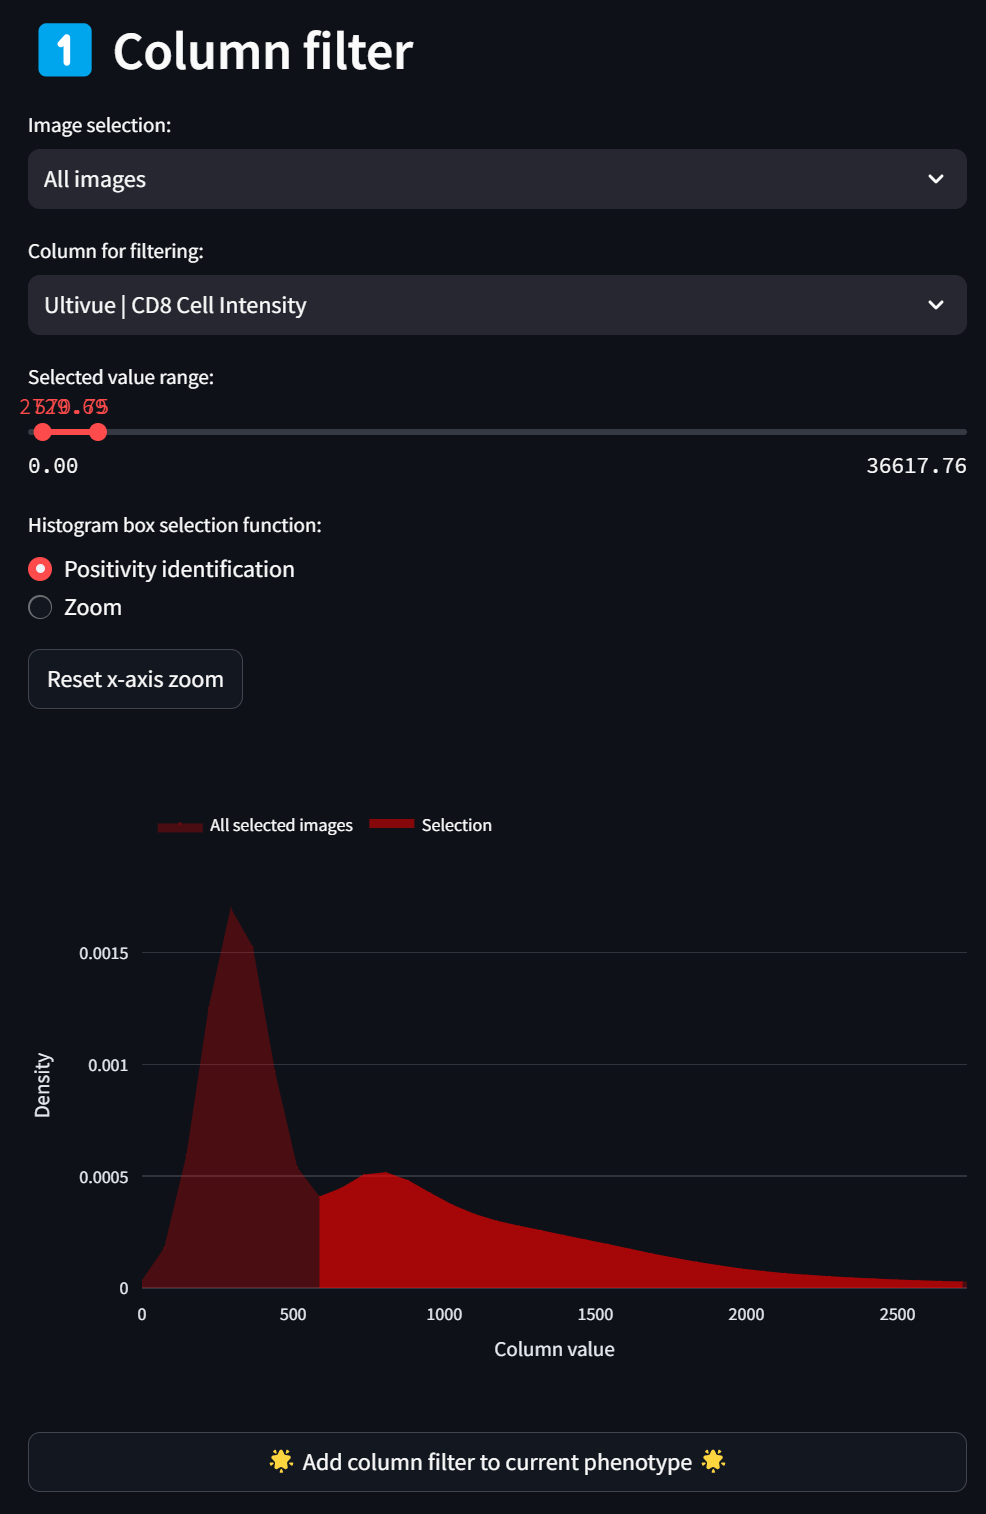 1 Column filter
Image selection:
All images
Column for filtering:
Ultivue | CD8 Cell Intensity
Selected value range:
0.00 36617.76
Histogram box selection function:
Positivity identification
Zoom
Reset x-axis zoom
All selected images Selection
0.0015
0.001
0.0005
0
Density
0 500 1000 1500 2000 2500
Column value
🌟 Add column filter to current phenotype 🌟